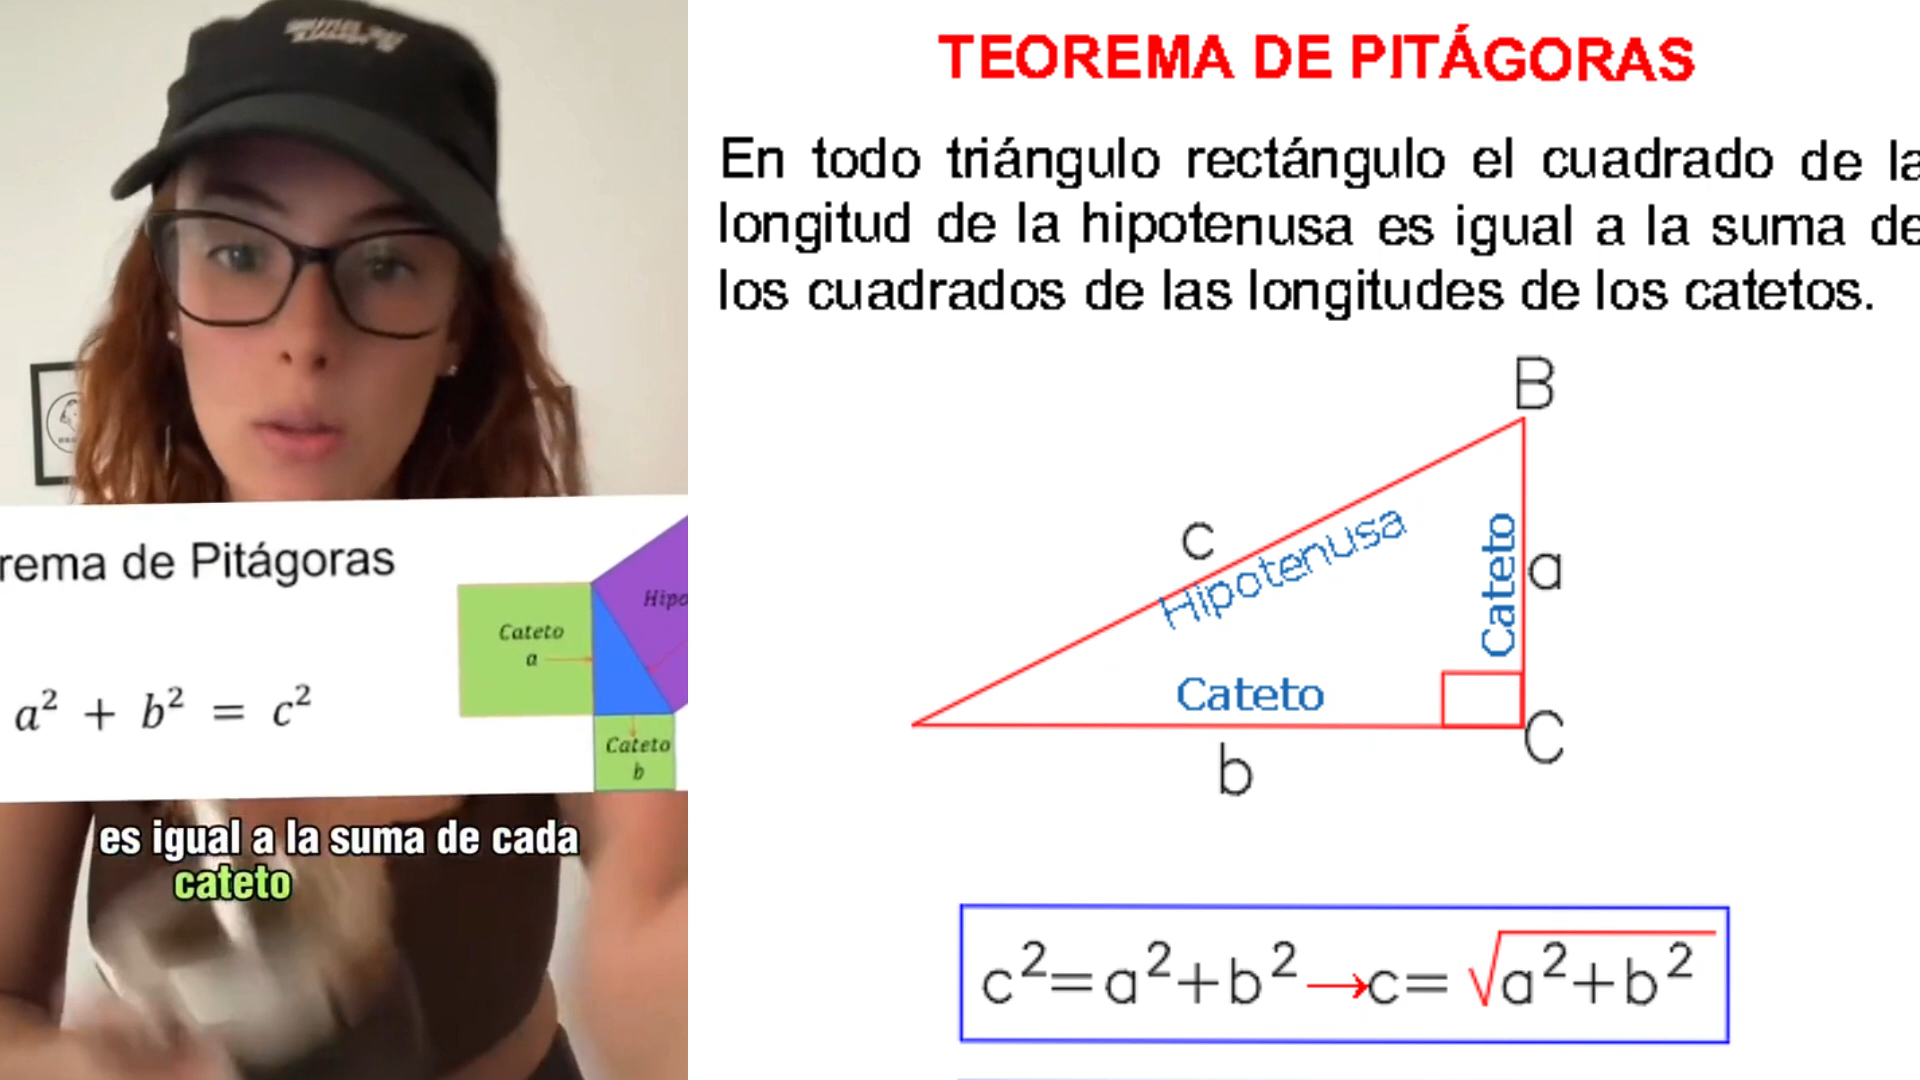 rema de Pitágoras
a² + b² = c²
Cateto
a
Hipo
Cateto
b
es igual a la suma de cada
cateto
TEOREMA DE PITÁGORAS
En todo triángulo rectángulo el cuadrado de la
longitud de la hipotenusa es igual a la suma de
los cuadrados de las longitudes de los catetos.
B
c
Hipotenusa
Cateto
a
Cateto
C
b
c²=a²+b²→c= √a²+b²